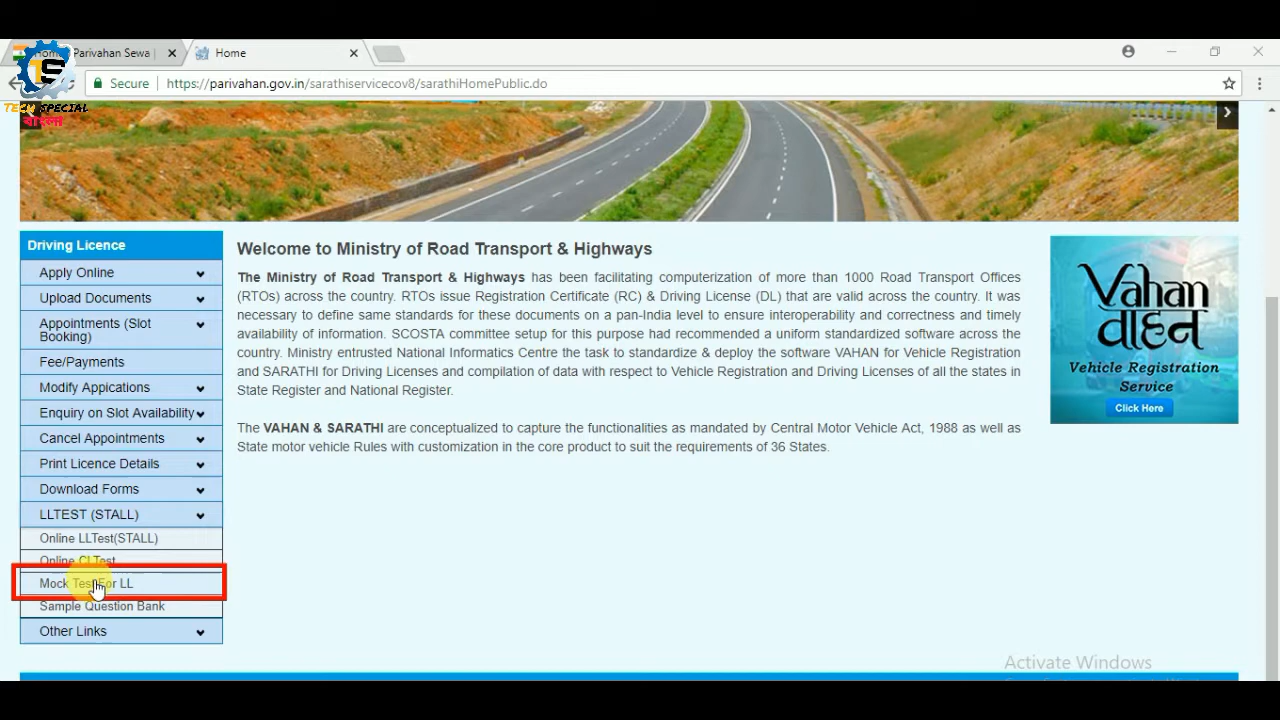 Parivahan Sewa
Home
TS
TECH SPECIAL
বাংলা
Secure
https://parivahan.gov.in/sarathiservicecov8/sarathiHomePublic.do
Driving Licence
Apply Online
Upload Documents
Appointments (Slot
Booking)
Fee/Payments
Modify Appications
Enquiry on Slot Availability
Cancel Appointments
Print Licence Details
Download Forms
LLTEST (STALL)
Online LLTest(STALL)
Online CLTest
Mock Test For LL
Sample Question Bank
Other Links
Welcome to Ministry of Road Transport & Highways
The Ministry of Road Transport & Highways has been facilitating computerization of more than 1000 Road Transport Offices
(RTOs) across the country. RTOs issue Registration Certificate (RC) & Driving License (DL) that are valid across the country. It was
necessary to define same standards for these documents on a pan-India level to ensure interoperability and correctness and timely
availability of information. SCOSTA committee setup for this purpose had recommended a uniform standardized software across the
country. Ministry entrusted National Informatics Centre the task to standardize & deploy the software VAHAN for Vehicle Registration
and SARATHI for Driving Licenses and compilation of data with respect to Vehicle Registration and Driving Licenses of all the states in
State Register and National Register.
The VAHAN & SARATHI are conceptualized to capture the functionalities as mandated by Central Motor Vehicle Act, 1988 as well as
State motor vehicle Rules with customization in the core product to suit the requirements of 36 States.
Vahan
वाहन
Vehicle Registration
Service
Click Here
Activate Windows